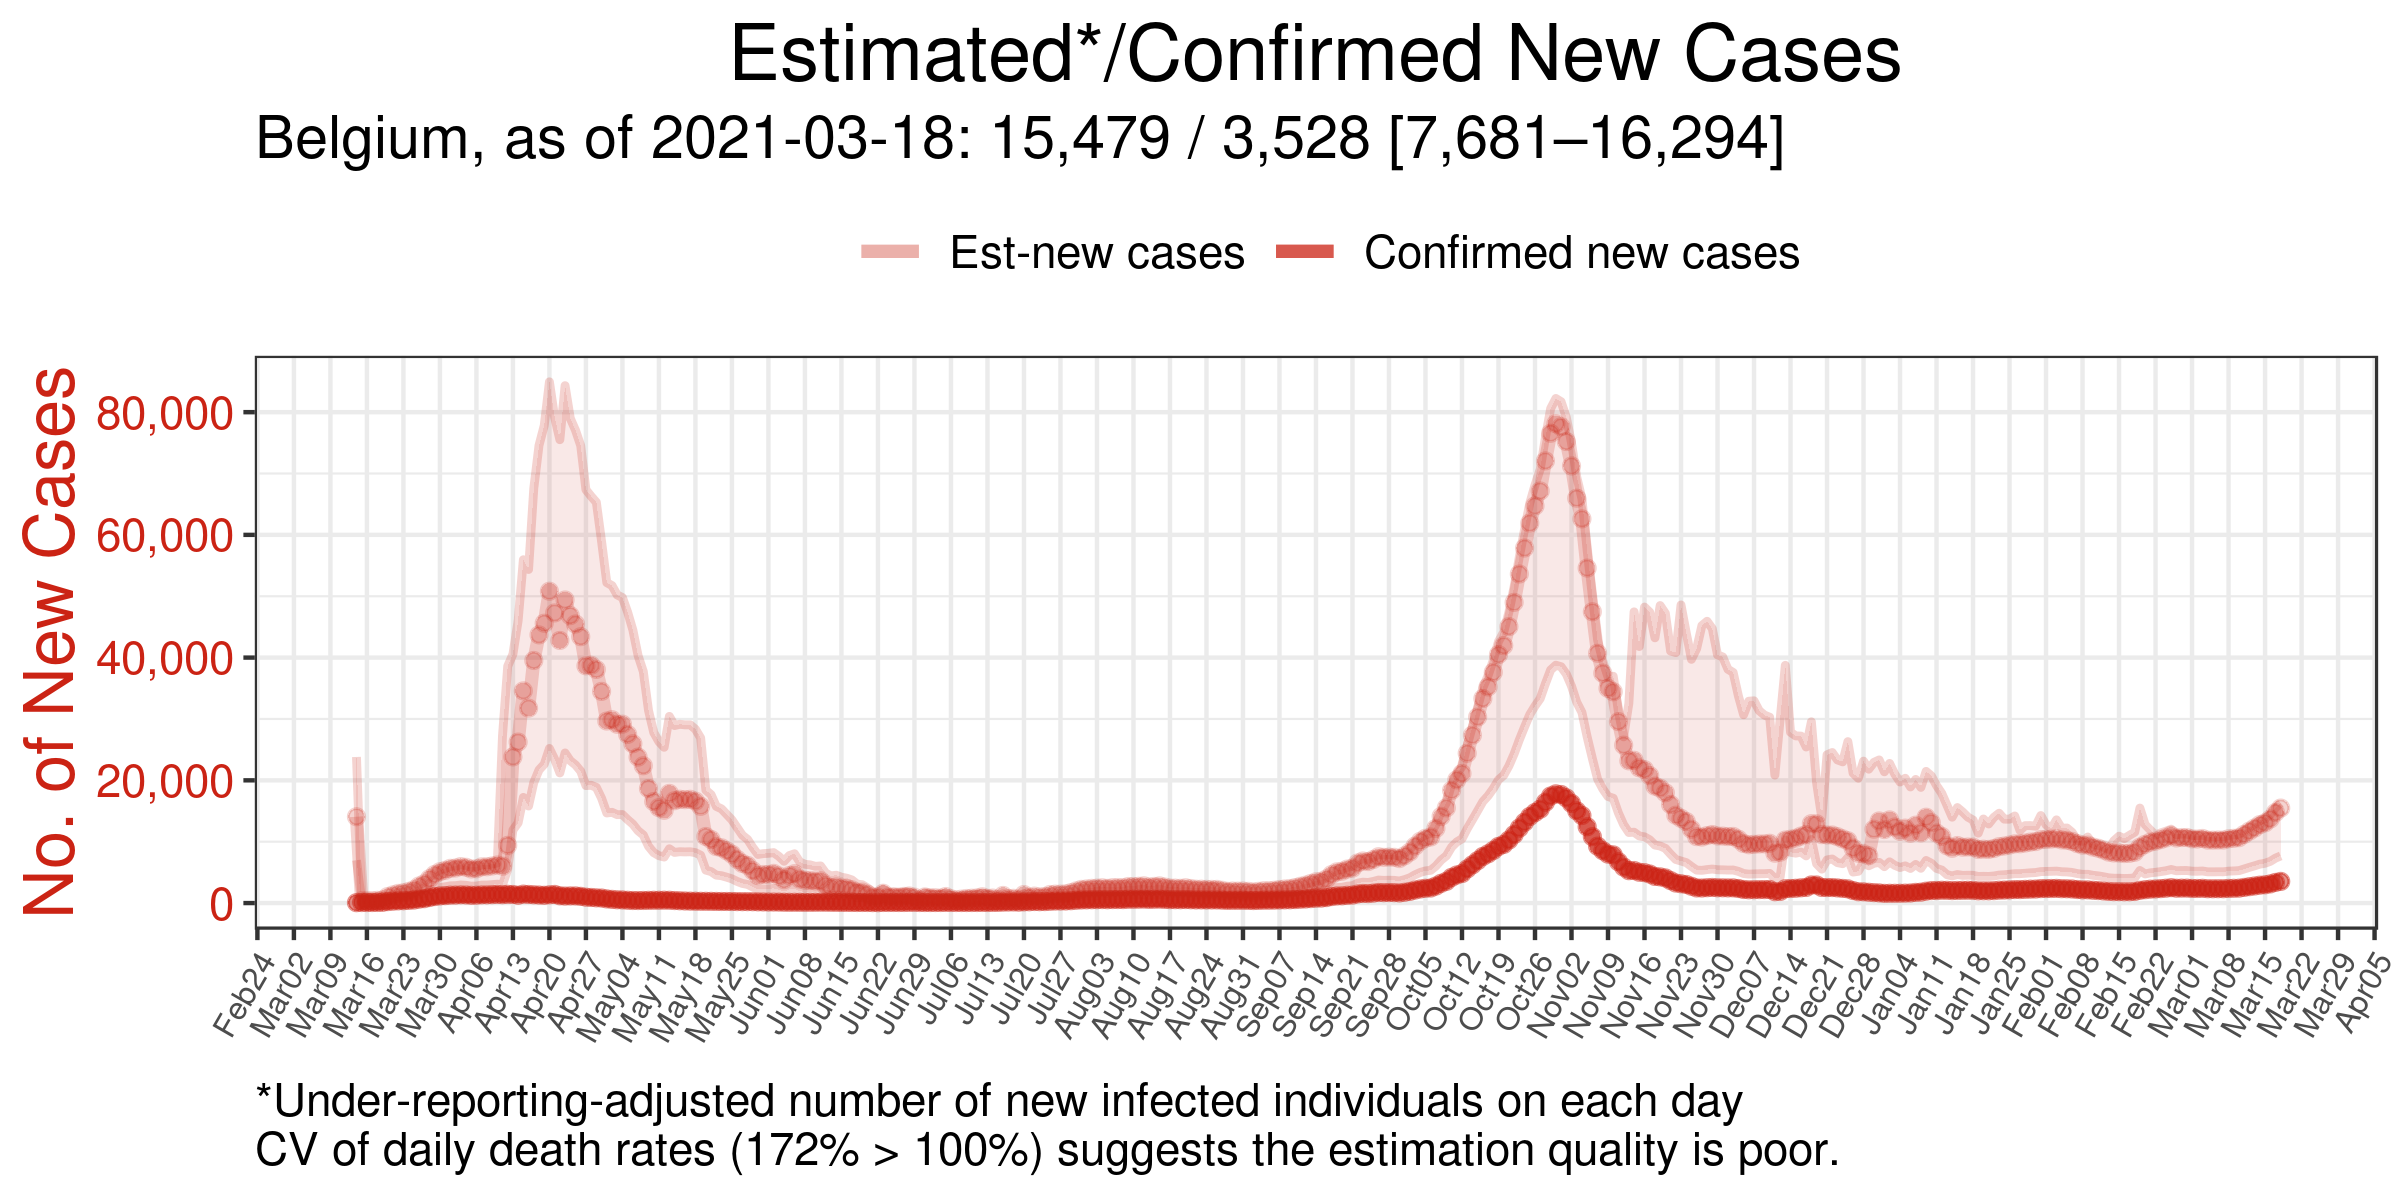 Estimated*/Confirmed New Cases
Belgium, as of 2021-03-18: 15,479 / 3,528 [7,681–16,294]
Est-new cases Confirmed new cases
No. of New Cases
80,000
60,000
40,000
20,000
0
Feb24 Mar02 Mar09 Mar16 Mar23 Mar30 Apr06 Apr13 Apr20 Apr27 May04 May11 May18 May25 Jun01 Jun08 Jun15 Jun22 Jun29 Jul06 Jul13 Jul20 Jul27 Aug03 Aug10 Aug17 Aug24 Aug31 Sep07 Sep14 Sep21 Sep28 Oct05 Oct12 Oct19 Oct26 Nov02 Nov09 Nov16 Nov23 Nov30 Dec07 Dec14 Dec21 Dec28 Jan04 Jan11 Jan18 Jan25 Feb01 Feb08 Feb15 Feb22 Mar01 Mar08 Mar15 Mar22 Mar29 Apr05
*Under-reporting-adjusted number of new infected individuals on each day
CV of daily death rates (172% > 100%) suggests the estimation quality is poor.